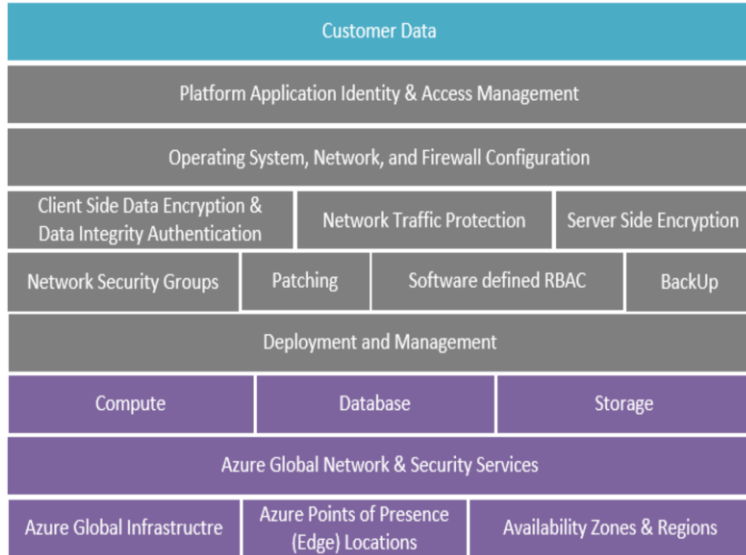 Customer Data
Platform Application Identity & Access Management
Operating System, Network, and Firewall Configuration
Client Side Data Encryption &
Data Integrity Authentication
Network Traffic Protection
Server Side Encryption
Network Security Groups
Patching
Software defined RBAC
BackUp
Deployment and Management
Compute
Database
Storage
Azure Global Network & Security Services
Azure Global Infrastructre
Azure Points of Presence
(Edge) Locations
Availability Zones & Regions